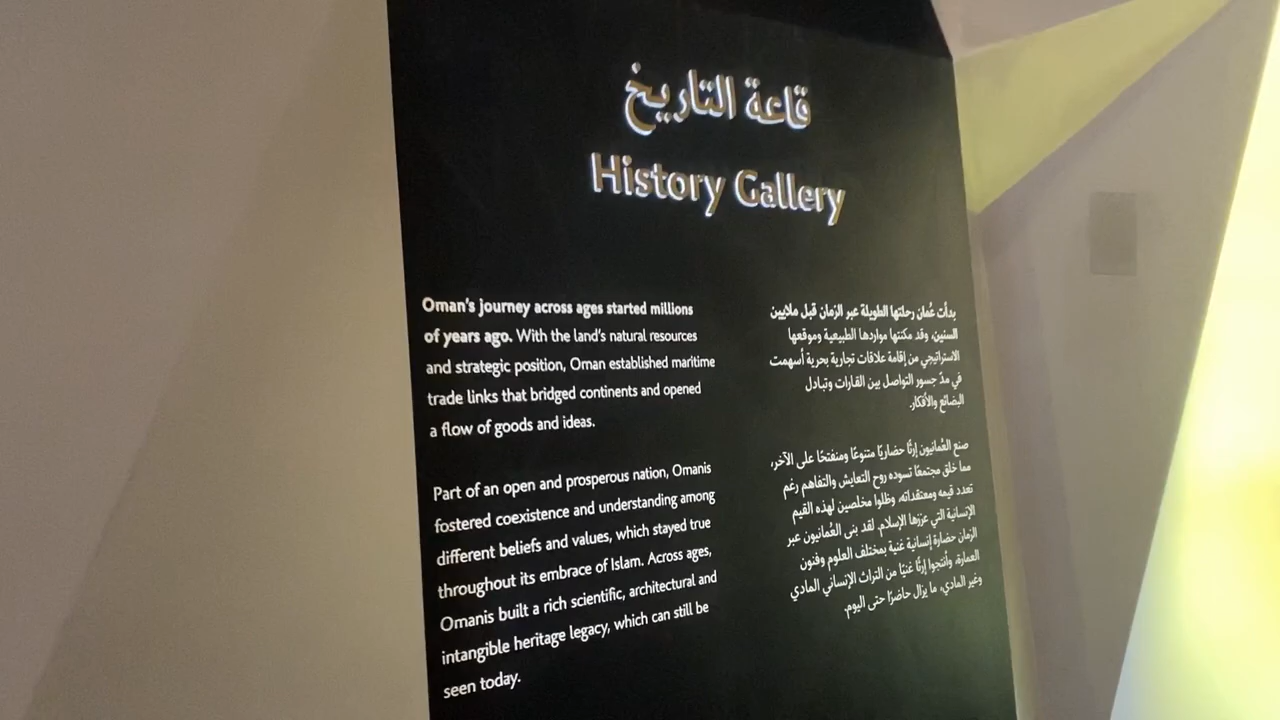 قاعة التاريخ
History Gallery
Oman's journey across ages started millions
of years ago. With the land's natural resources
and strategic position, Oman established maritime
trade links that bridged continents and opened
a flow of goods and ideas.
Part of an open and prosperous nation, Omanis
fostered coexistence and understanding among
different beliefs and values, which stayed true
throughout its embrace of Islam. Across ages,
Omanis built a rich scientific, architectural and
intangible heritage legacy, which can still be
seen today.
بدأت عُمان رحلتها الطويلة عبر الزمان قبل ملايين
السنين، وقد مكنتها مواردها الطبيعية وموقعها
الاستراتيجي من إقامة علاقات تجارية بحرية أسهمت
في مدّ جسور التواصل بين القارات وتبادل
البضائع والأفكار.
صنع العُمانيون إرثًا حضاريًا متنوعًا ومنفتحًا على الآخر،
مما خلق مجتمعًا تسوده روح التعايش والتفاهم رغم
تعدد قيمه ومعتقداته، وظلوا مخلصين لهذه القيم
الإنسانية التي عززها الإسلام. لقد بنى العُمانيون عبر
الزمان حضارة إنسانية غنية بمختلف العلوم وفنون
العمارة، وأنتجوا إرثًا غنيًا من التراث الإنساني المادي
وغير المادي، ما يزال حاضرًا حتى اليوم.